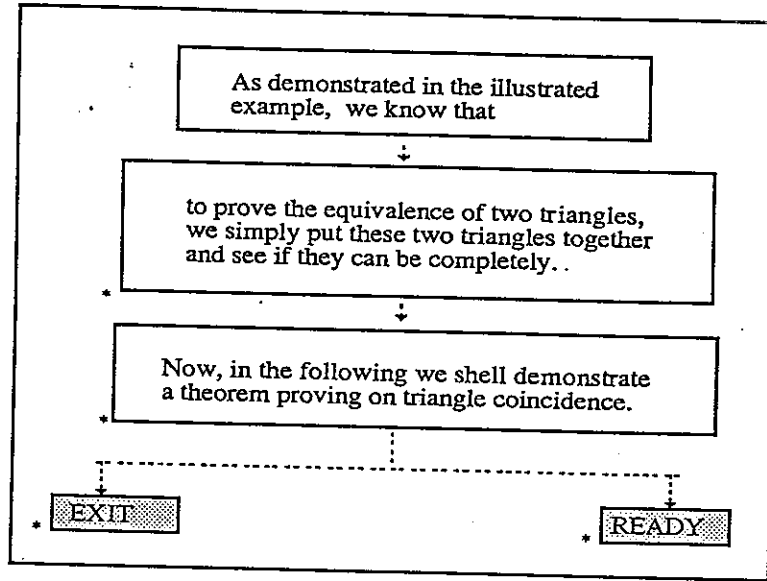 As demonstrated in the illustrated
example, we know that
to prove the equivalence of two triangles,
we simply put these two triangles together
and see if they can be completely..
*
Now, in the following we shell demonstrate
a theorem proving on triangle coincidence.
*
* EXIT
* READY